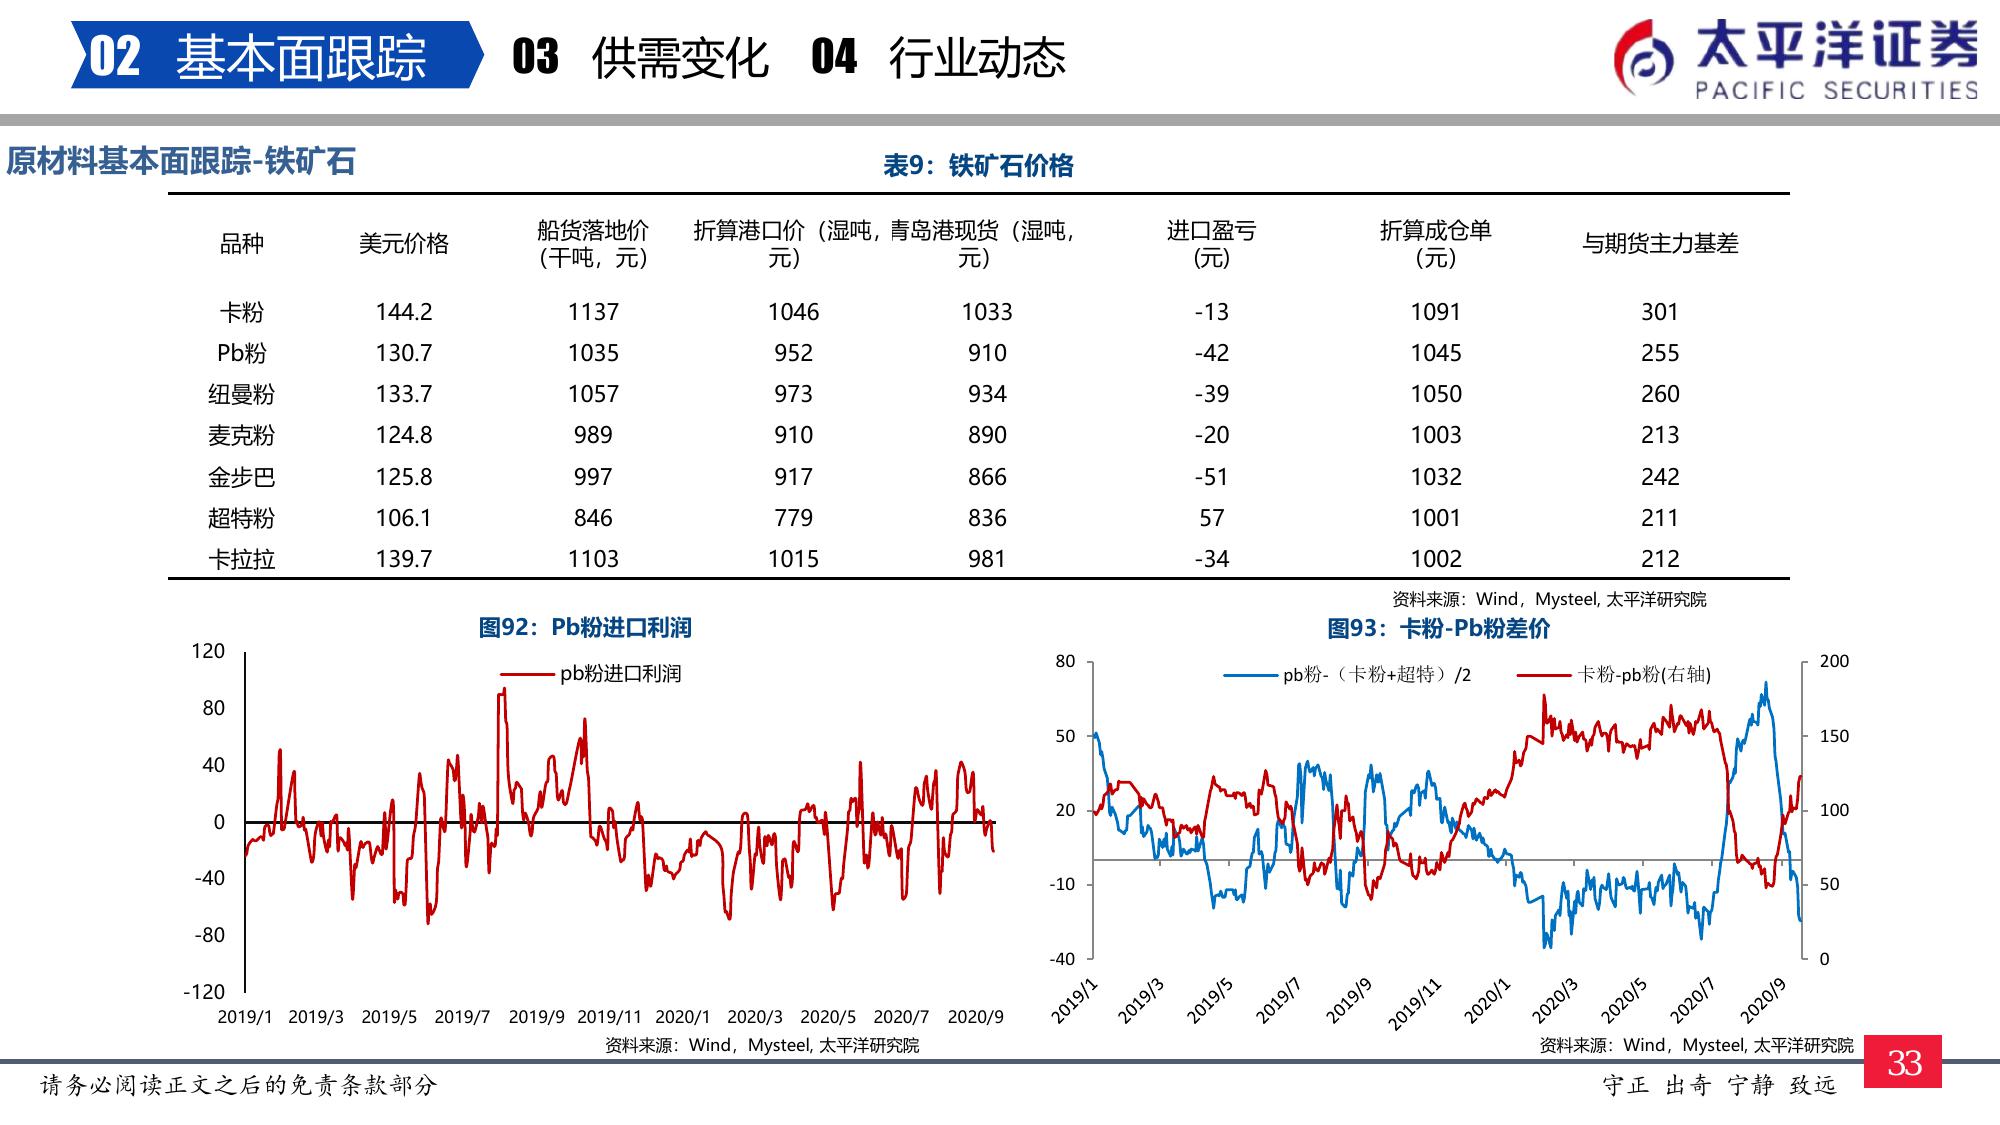 02 基本面跟踪 03 供需变化 04 行业动态
太平洋证券
PACIFIC SECURITIES
原材料基本面跟踪-铁矿石
表9：铁矿石价格
品种 美元价格 船货落地价（干吨，元） 折算港口价（湿吨，元） 青岛港现货（湿吨，元） 进口盈亏(元) 折算成仓单（元） 与期货主力基差
卡粉 144.2 1137 1046 1033 -13 1091 301
Pb粉 130.7 1035 952 910 -42 1045 255
纽曼粉 133.7 1057 973 934 -39 1050 260
麦克粉 124.8 989 910 890 -20 1003 213
金步巴 125.8 997 917 866 -51 1032 242
超特粉 106.1 846 779 836 57 1001 211
卡拉拉 139.7 1103 1015 981 -34 1002 212
资料来源：Wind，Mysteel, 太平洋研究院
图92：Pb粉进口利润
pb粉进口利润
120
80
40
0
-40
-80
-120
2019/1 2019/3 2019/5 2019/7 2019/9 2019/11 2020/1 2020/3 2020/5 2020/7 2020/9
资料来源：Wind，Mysteel, 太平洋研究院
图93：卡粉-Pb粉差价
pb粉-（卡粉+超特）/2 卡粉-pb粉(右轴)
80 200
50 150
20 100
-10 50
-40 0
2019/1 2019/3 2019/5 2019/7 2019/9 2019/11 2020/1 2020/3 2020/5 2020/7 2020/9
资料来源：Wind，Mysteel, 太平洋研究院
33
请务必阅读正文之后的免责条款部分
守正 出奇 宁静 致远